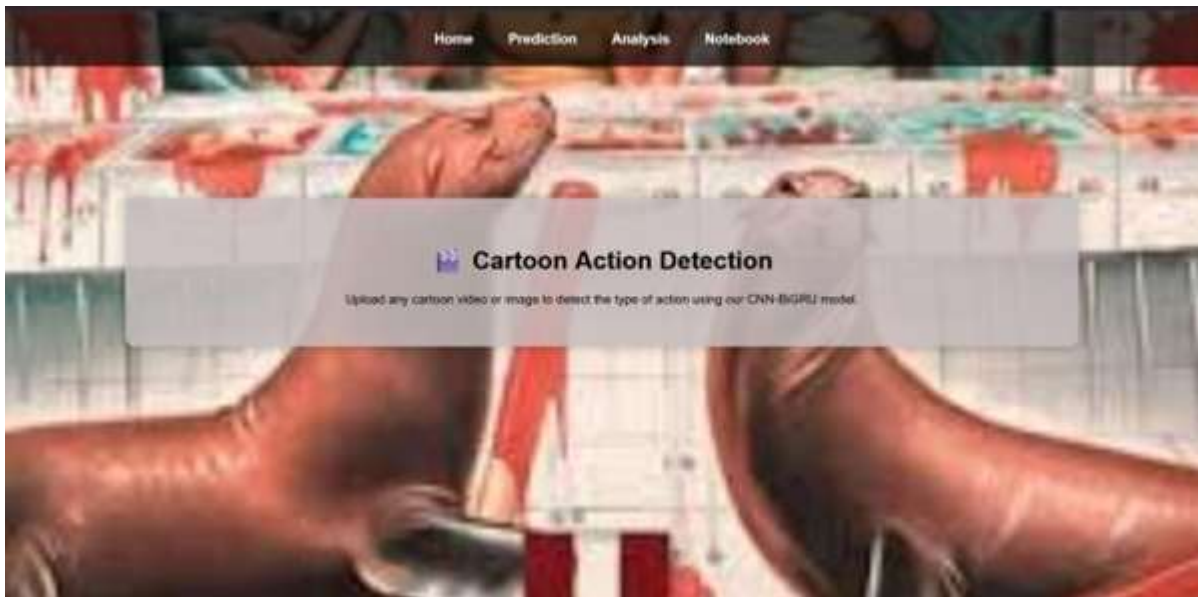 Home Prediction Analysis Notebook
🎬 Cartoon Action Detection
Upload any cartoon video or image to detect the type of action using our CNN-BiGRU model.